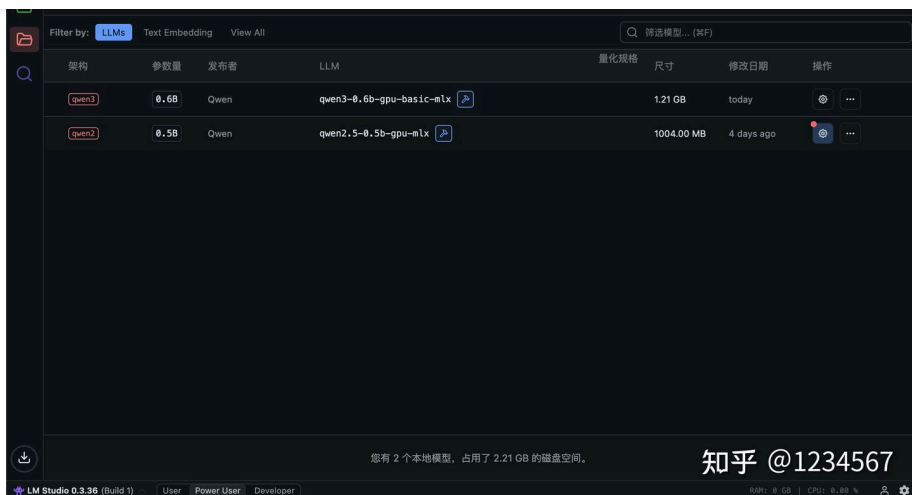 Filter by: LLMs Text Embedding View All 筛选模型... (⌘F)
架构 参数量 发布者 LLM 量化规格 尺寸 修改日期 操作
qwen3 0.6B Qwen qwen3-0.6b-gpu-basic-mlx 1.21 GB today
qwen2 0.5B Qwen qwen2.5-0.5b-gpu-mlx 1004.00 MB 4 days ago
您有 2 个本地模型，占用了 2.21 GB 的磁盘空间。
知乎 @1234567
LM Studio 0.3.36 (Build 1) User Power User Developer RAM: 0 GB | CPU: 0.00 %